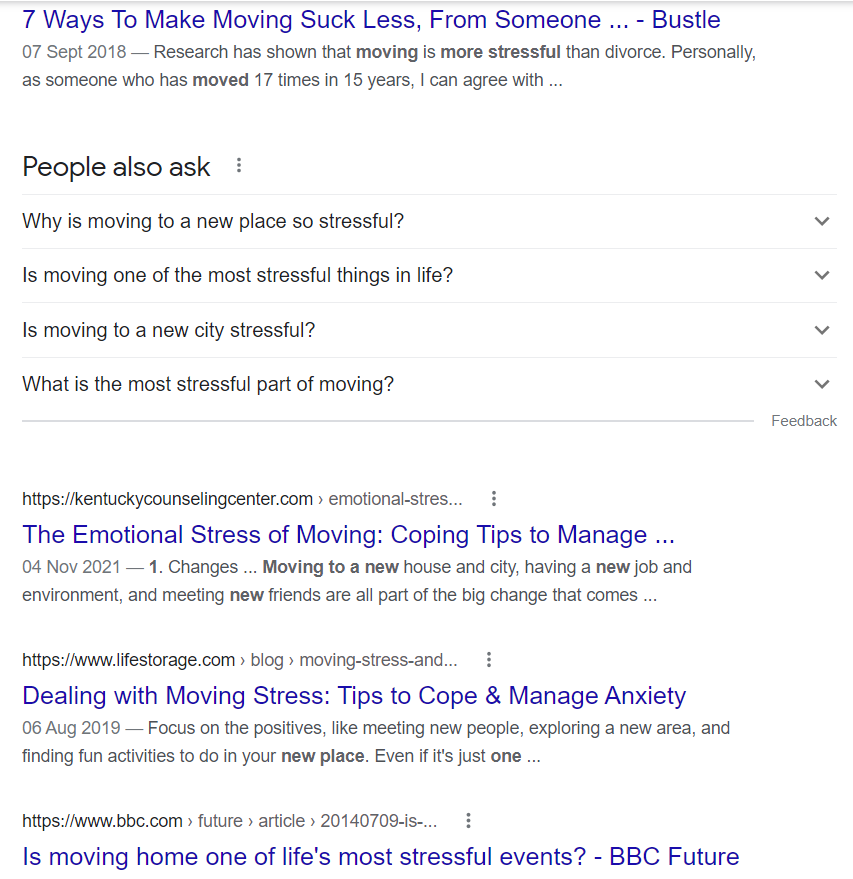 7 Ways To Make Moving Suck Less, From Someone ... - Bustle
07 Sept 2018 — Research has shown that moving is more stressful than divorce. Personally,
as someone who has moved 17 times in 15 years, I can agree with ...
People also ask
Why is moving to a new place so stressful?
Is moving one of the most stressful things in life?
Is moving to a new city stressful?
What is the most stressful part of moving?
Feedback
https://kentuckycounselingcenter.com › emotional-stres...
The Emotional Stress of Moving: Coping Tips to Manage ...
04 Nov 2021 — 1. Changes ... Moving to a new house and city, having a new job and
environment, and meeting new friends are all part of the big change that comes ...
https://www.lifestorage.com › blog › moving-stress-and...
Dealing with Moving Stress: Tips to Cope & Manage Anxiety
06 Aug 2019 — Focus on the positives, like meeting new people, exploring a new area, and
finding fun activities to do in your new place. Even if it's just one ...
https://www.bbc.com › future › article › 20140709-is-...
Is moving home one of life's most stressful events? - BBC Future